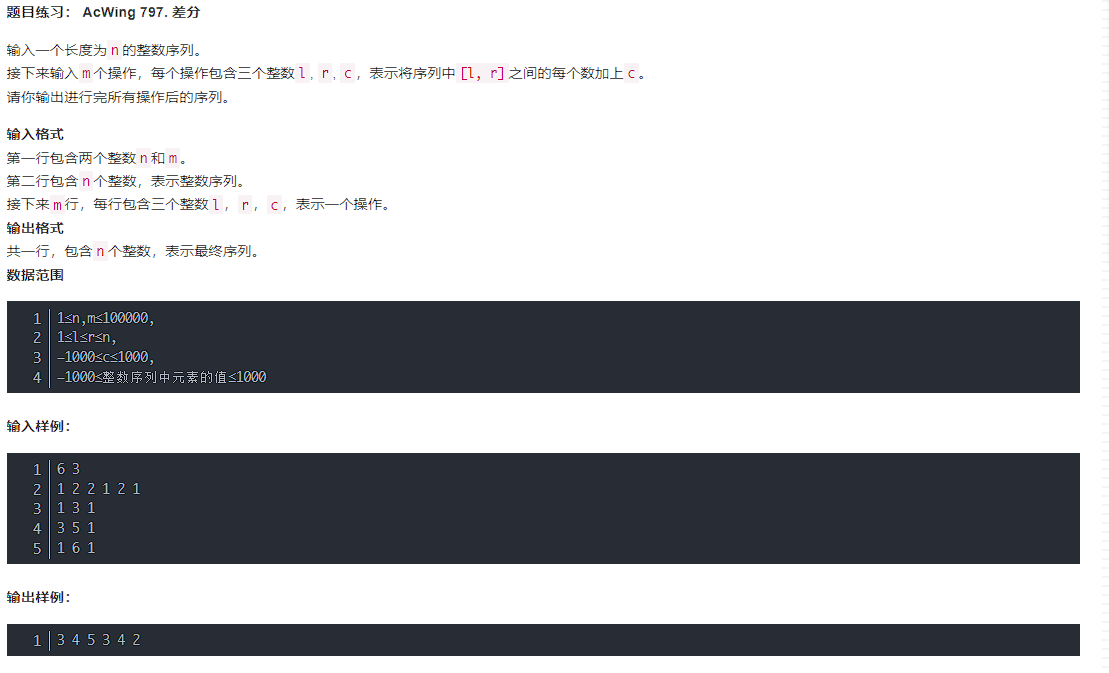 题目练习： AcWing 797. 差分
输入一个长度为n的整数序列。
接下来输入m个操作，每个操作包含三个整数l, r, c，表示将序列中[l, r]之间的每个数加上c。
请你输出进行完所有操作后的序列。
输入格式
第一行包含两个整数n和m。
第二行包含n个整数，表示整数序列。
接下来m行，每行包含三个整数l，r，c，表示一个操作。
输出格式
共一行，包含n个整数，表示最终序列。
数据范围
1 1≤n,m≤100000,
2 1≤l≤r≤n,
3 −1000≤c≤1000,
4 −1000≤整数序列中元素的值≤1000
输入样例：
1 6 3
2 1 2 2 1 2 1
3 1 3 1
4 3 5 1
5 1 6 1
输出样例：
1 3 4 5 3 4 2